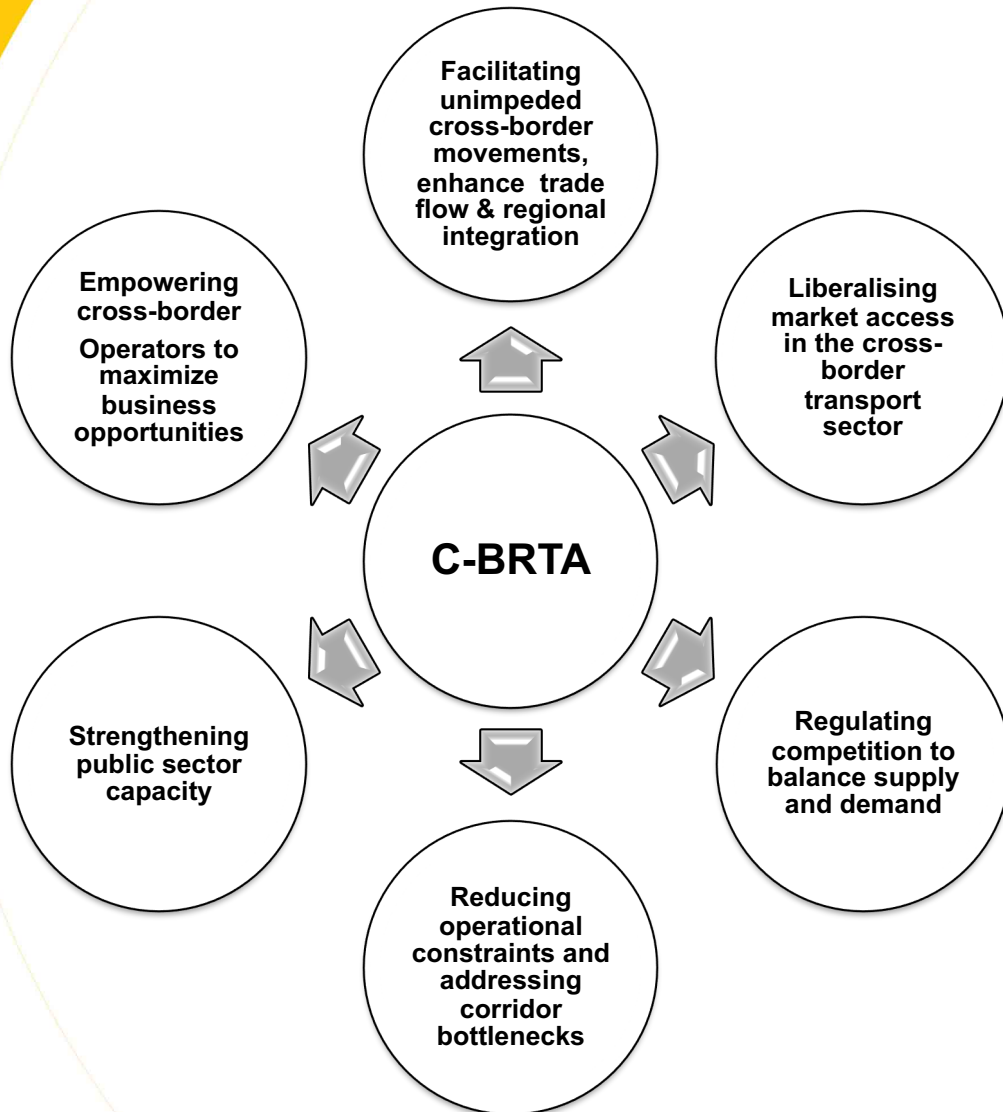 Facilitating
unimpeded
cross-border
movements,
enhance trade
flow & regional
integration
Empowering
cross-border
Operators to
maximize
business
opportunities
Liberalising
market access
in the cross-
border
transport
sector
C-BRTA
Strengthening
public sector
capacity
Regulating
competition to
balance supply
and demand
Reducing
operational
constraints and
addressing
corridor
bottlenecks